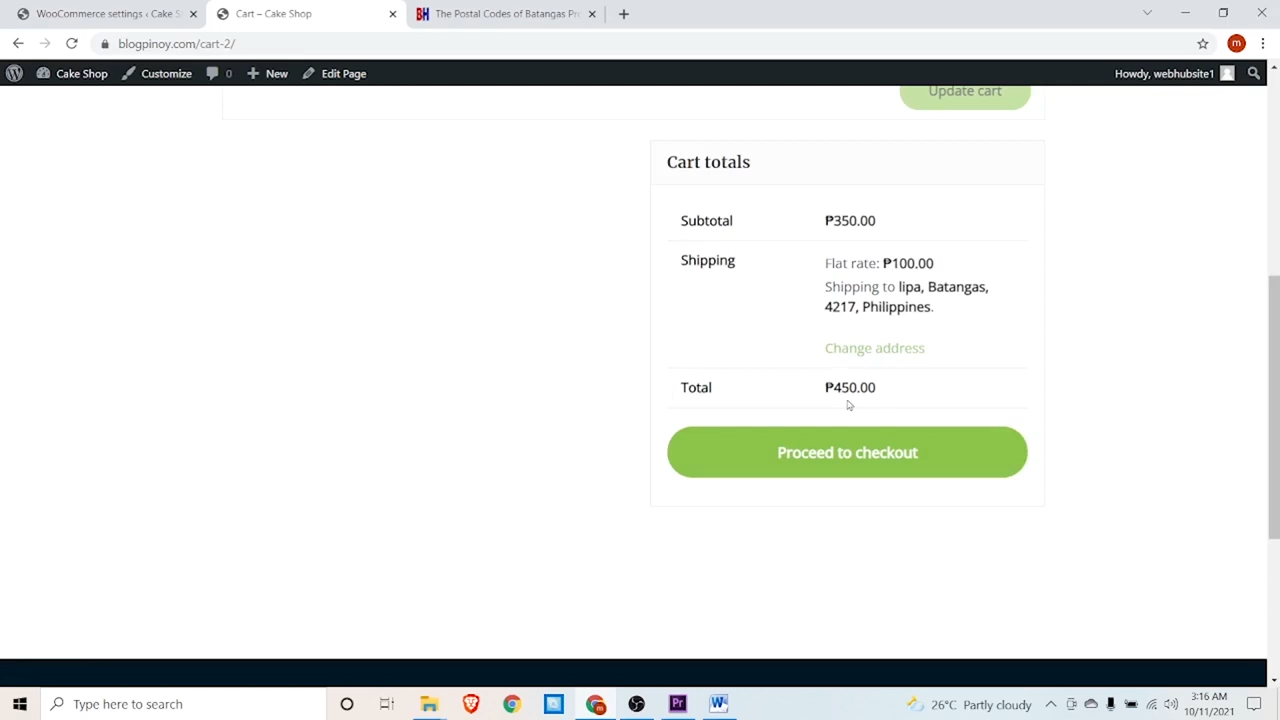 WooCommerce settings ‹ Cake S
Cart – Cake Shop
BH
The Postal Codes of Batangas Pr
blogpinoy.com/cart-2/
m
Cake Shop
Customize
0
New
Edit Page
Howdy, webhubsite1
Update cart
Cart totals
Subtotal
₱350.00
Shipping
Flat rate: ₱100.00
Shipping to lipa, Batangas,
4217, Philippines.
Change address
Total
₱450.00
Proceed to checkout
Type here to search
26°C Partly cloudy
3:16 AM
10/11/2021